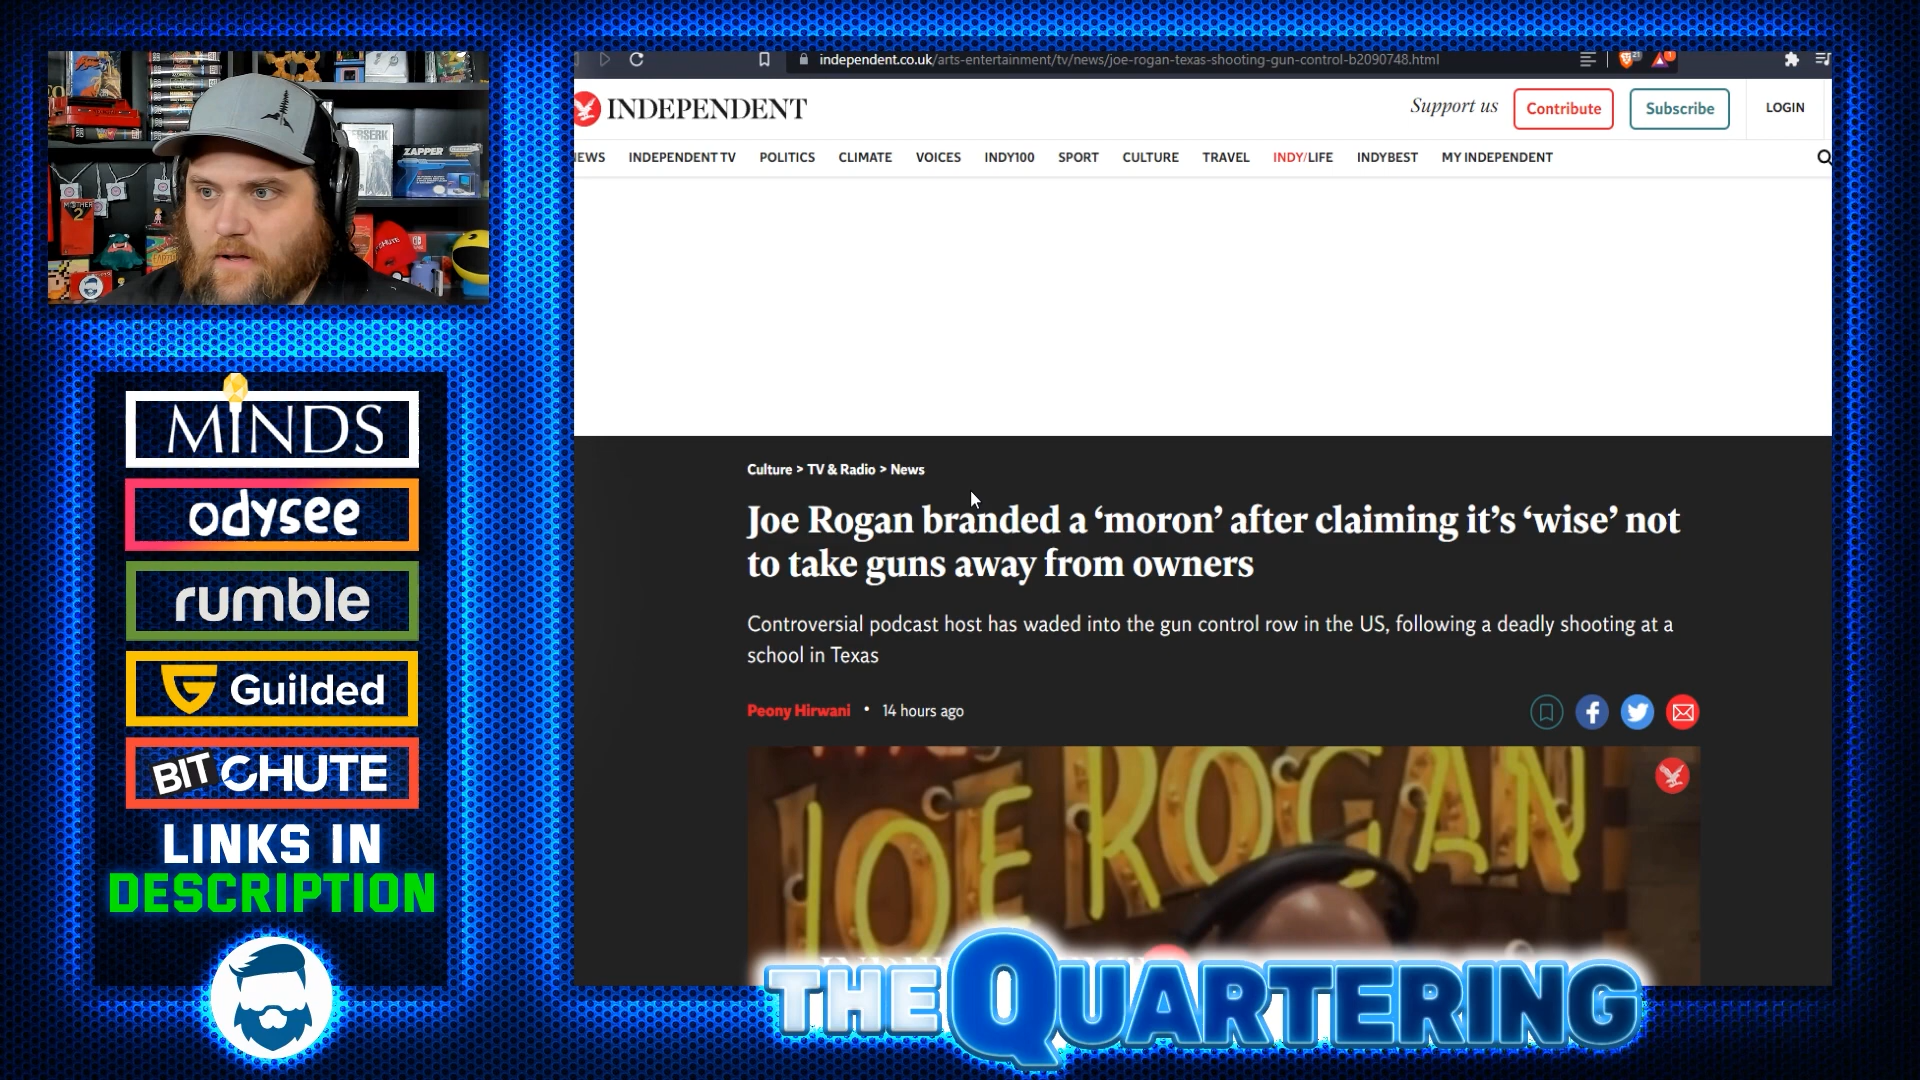 independent.co.uk/arts-entertainment/tv/news/joe-rogan-texas-shooting-gun-control-b2090748.html
INDEPENDENT
Support us
Contribute
Subscribe
LOGIN
EWS INDEPENDENT TV POLITICS CLIMATE VOICES INDY100 SPORT CULTURE TRAVEL INDY/LIFE INDYBEST MY INDEPENDENT
Culture > TV & Radio > News
Joe Rogan branded a ‘moron’ after claiming it’s ‘wise’ not
to take guns away from owners
Controversial podcast host has waded into the gun control row in the US, following a deadly shooting at a
school in Texas
Peony Hirwani • 14 hours ago
JOE ROGAN
THE QUARTERING
ZAPPER
MOTHER
2
MINDS
odysee
rumble
Guilded
BITCHUTE
LINKS IN
DESCRIPTION